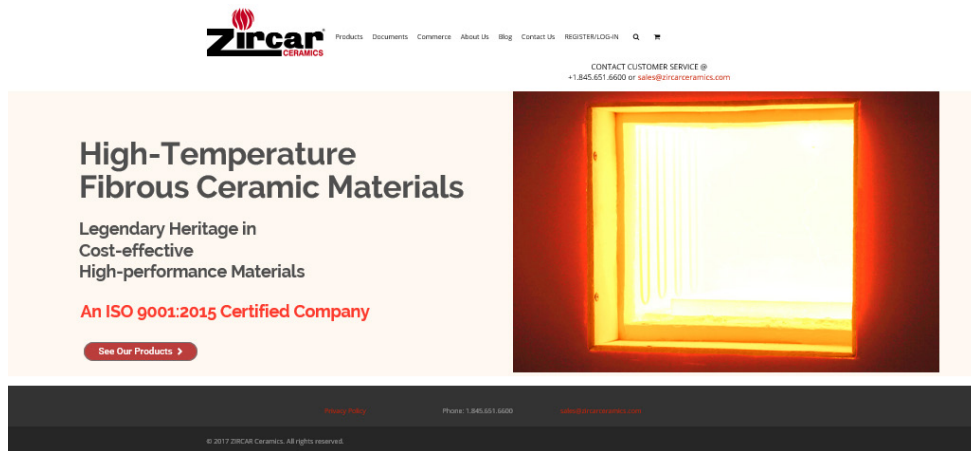 Zircar
CERAMICS
Products Documents Commerce About Us Blog Contact Us REGISTER/LOG-IN
CONTACT CUSTOMER SERVICE @
+1.845.651.6600 or sales@zircarceramics.com
High-Temperature
Fibrous Ceramic Materials
Legendary Heritage in
Cost-effective
High-performance Materials
An ISO 9001:2015 Certified Company
See Our Products
Privacy Policy Phone: 1.845.651.6600 sales@zircarceramics.com
© 2017 ZIRCAR Ceramics. All rights reserved.